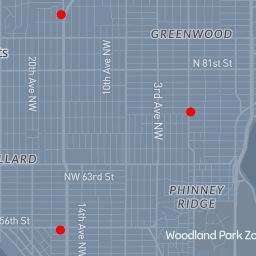 GREENWOOD
N 81st St
20th Ave NW
10th Ave NW
3rd Ave NW
LLARD
NW 63rd St
PHINNEY
RIDGE
56th St
14th Ave NW
Woodland Park Zo